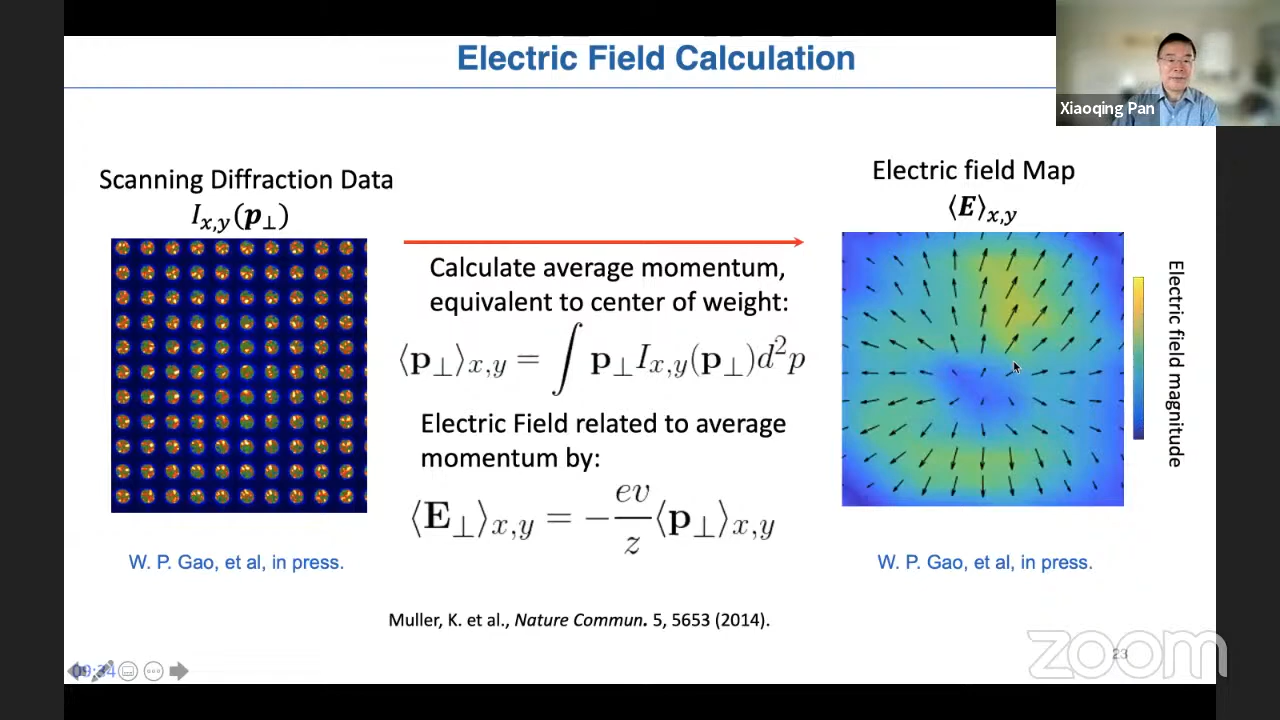 Electric Field Calculation
Xiaoqing Pan
Scanning Diffraction Data
I_{x,y}(p_⊥)
Calculate average momentum,
equivalent to center of weight:
⟨p_⊥⟩_{x,y} = ∫ p_⊥ I_{x,y}(p_⊥) d²p
Electric Field related to average
momentum by:
⟨E_⊥⟩_{x,y} = − ev/z ⟨p_⊥⟩_{x,y}
Electric field Map
⟨E⟩_{x,y}
Electric field magnitude
W. P. Gao, et al, in press.
W. P. Gao, et al, in press.
Muller, K. et al., Nature Commun. 5, 5653 (2014).
09:34
23
zoom